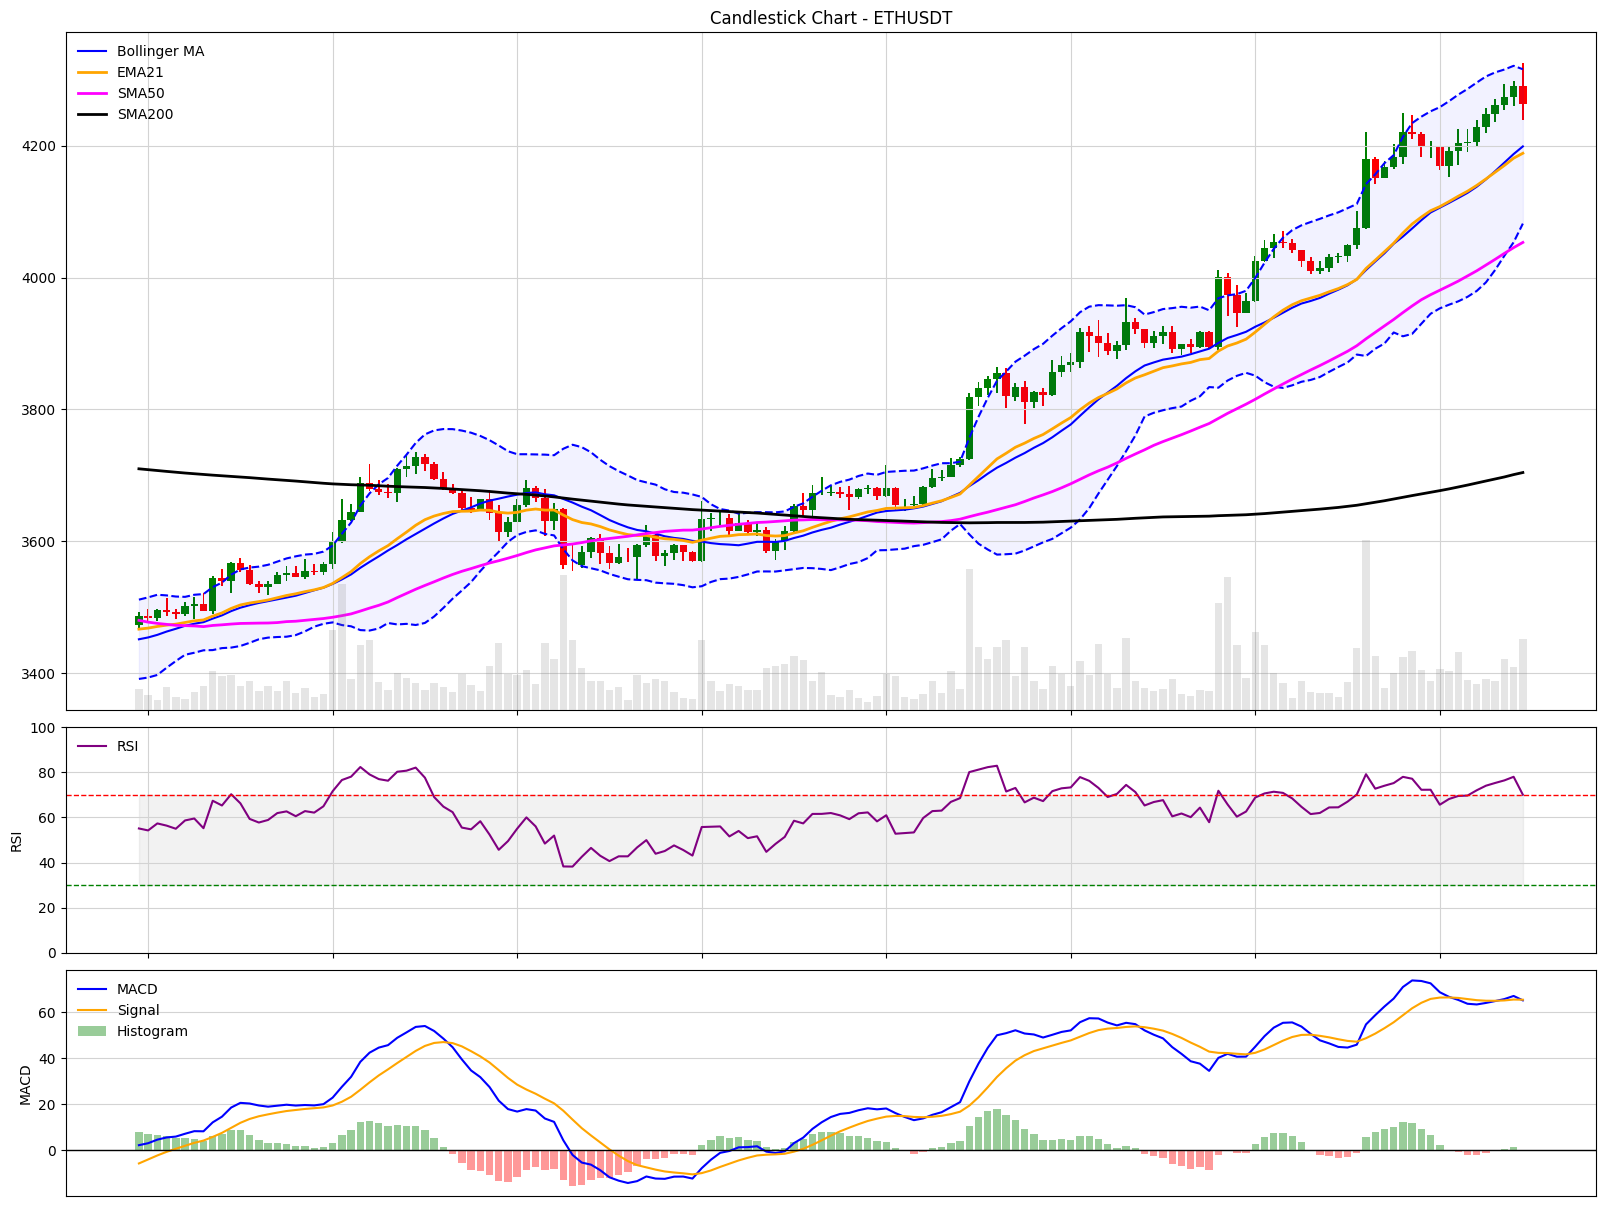 Candlestick Chart - ETHUSDT
Bollinger MA
EMA21
SMA50
SMA200
4200
4000
3800
3600
3400
100
80
60
40
20
0
RSI
RSI
60
40
20
0
MACD
MACD
Signal
Histogram